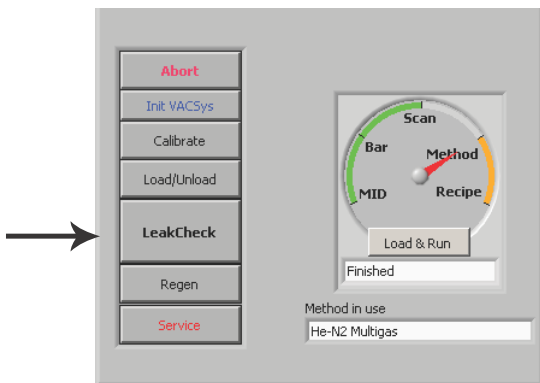 Abort
Init VACSys
Calibrate
Load/Unload
LeakCheck
Regen
Service
Scan
Bar
Method
MID
Recipe
Load & Run
Finished
Method in use
He-N2 Multigas